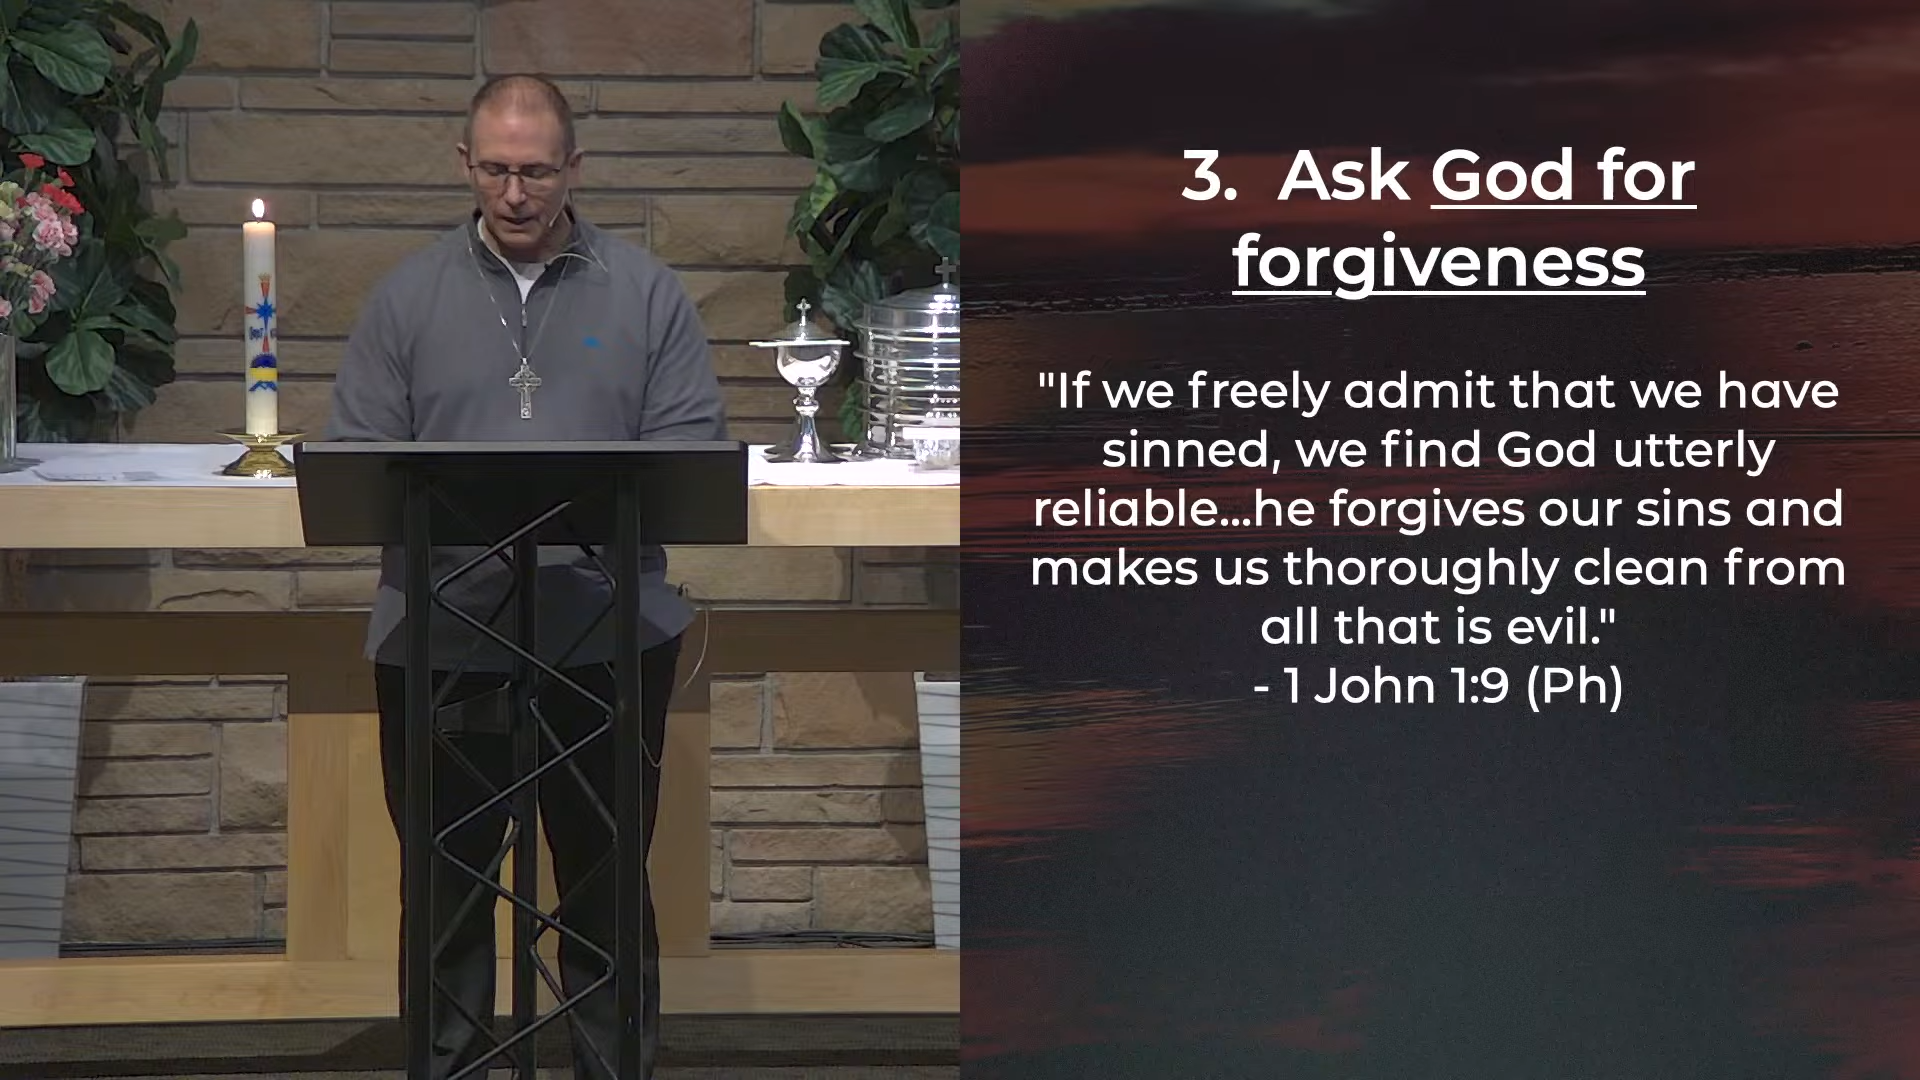 3. Ask God for
forgiveness
"If we freely admit that we have
sinned, we find God utterly
reliable...he forgives our sins and
makes us thoroughly clean from
all that is evil."
- 1 John 1:9 (Ph)